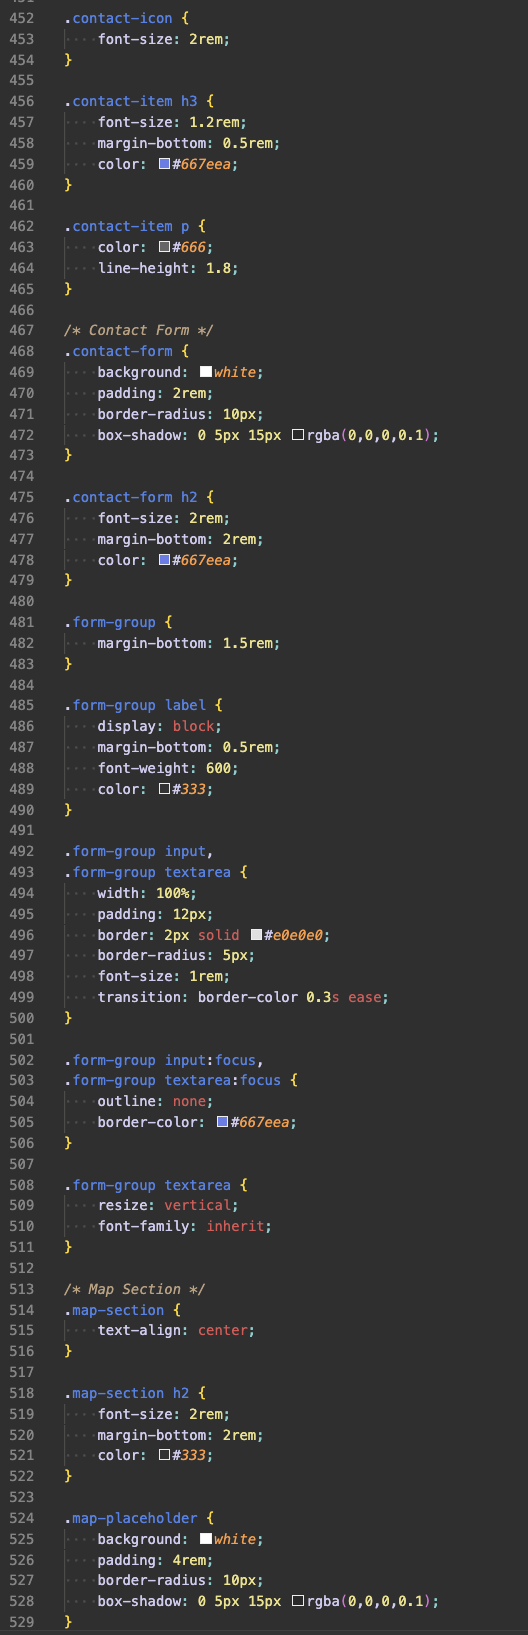 452 .contact-icon {
453 font-size: 2rem;
454 }
455
456 .contact-item h3 {
457 font-size: 1.2rem;
458 margin-bottom: 0.5rem;
459 color: #667eea;
460 }
461
462 .contact-item p {
463 color: #666;
464 line-height: 1.8;
465 }
466
467 /* Contact Form */
468 .contact-form {
469 background: white;
470 padding: 2rem;
471 border-radius: 10px;
472 box-shadow: 0 5px 15px rgba(0,0,0,0.1);
473 }
474
475 .contact-form h2 {
476 font-size: 2rem;
477 margin-bottom: 2rem;
478 color: #667eea;
479 }
480
481 .form-group {
482 margin-bottom: 1.5rem;
483 }
484
485 .form-group label {
486 display: block;
487 margin-bottom: 0.5rem;
488 font-weight: 600;
489 color: #333;
490 }
491
492 .form-group input,
493 .form-group textarea {
494 width: 100%;
495 padding: 12px;
496 border: 2px solid #e0e0e0;
497 border-radius: 5px;
498 font-size: 1rem;
499 transition: border-color 0.3s ease;
500 }
501
502 .form-group input:focus,
503 .form-group textarea:focus {
504 outline: none;
505 border-color: #667eea;
506 }
507
508 .form-group textarea {
509 resize: vertical;
510 font-family: inherit;
511 }
512
513 /* Map Section */
514 .map-section {
515 text-align: center;
516 }
517
518 .map-section h2 {
519 font-size: 2rem;
520 margin-bottom: 2rem;
521 color: #333;
522 }
523
524 .map-placeholder {
525 background: white;
526 padding: 4rem;
527 border-radius: 10px;
528 box-shadow: 0 5px 15px rgba(0,0,0,0.1);
529 }